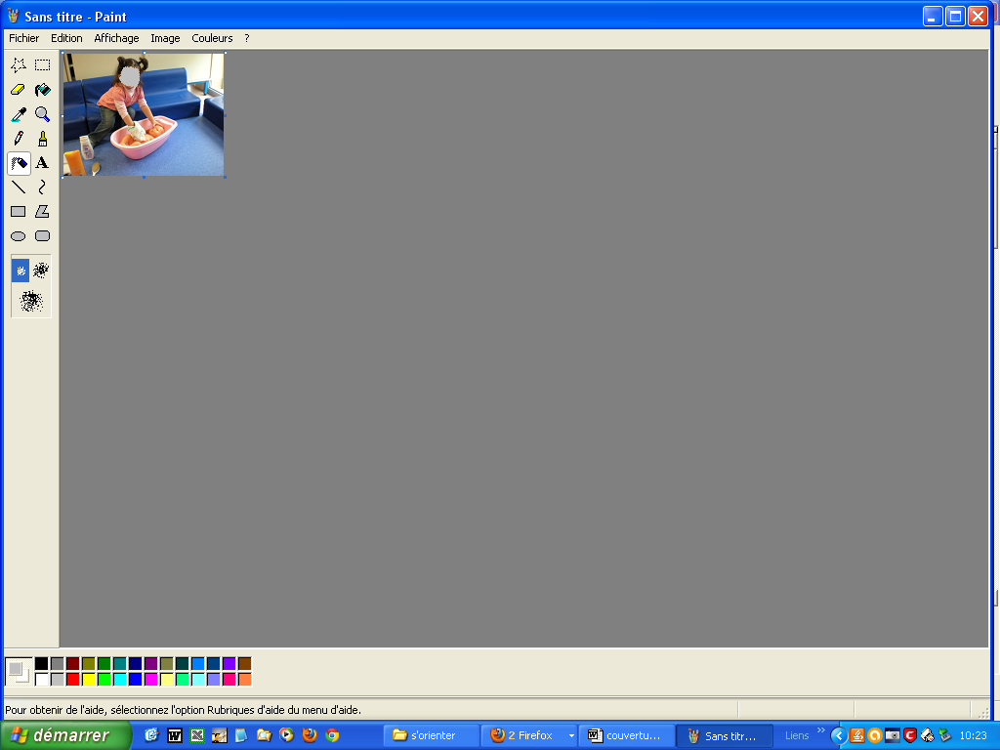 Sans titre - Paint
Fichier Edition Affichage Image Couleurs ?
A
Pour obtenir de l'aide, sélectionnez l'option Rubriques d'aide du menu d'aide.
démarrer s'orienter 2 Firefox couvertu... Sans titr... Liens 10:23